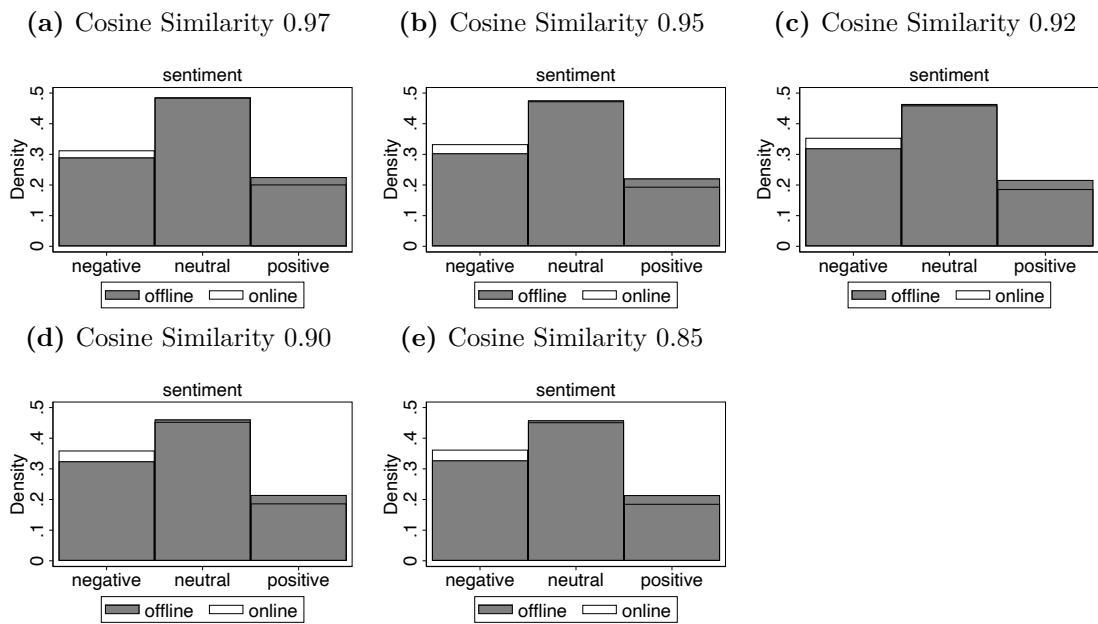 (a) Cosine Similarity 0.97
sentiment
Density
.5
.4
.3
.2
.1
0
negative neutral positive
offline online
(b) Cosine Similarity 0.95
sentiment
Density
.5
.4
.3
.2
.1
0
negative neutral positive
offline online
(c) Cosine Similarity 0.92
sentiment
Density
.5
.4
.3
.2
.1
0
negative neutral positive
offline online
(d) Cosine Similarity 0.90
sentiment
Density
.5
.4
.3
.2
.1
0
negative neutral positive
offline online
(e) Cosine Similarity 0.85
sentiment
Density
.5
.4
.3
.2
.1
0
negative neutral positive
offline online